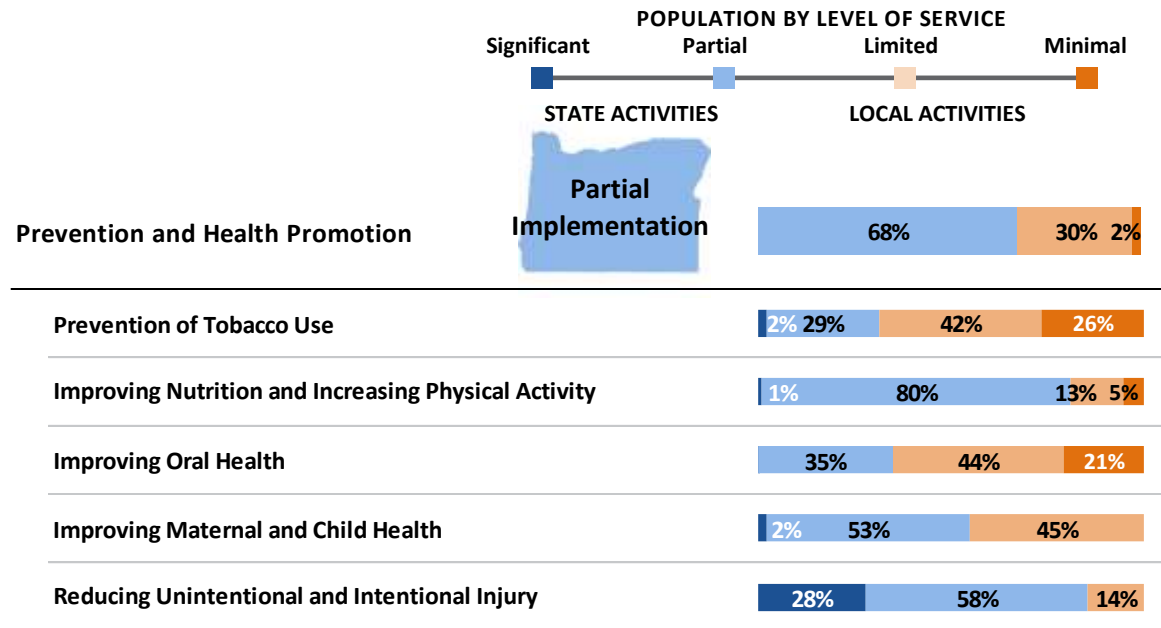 POPULATION BY LEVEL OF SERVICE
Significant Partial Limited Minimal
STATE ACTIVITIES LOCAL ACTIVITIES
Partial
Implementation
Prevention and Health Promotion 68% 30% 2%
Prevention of Tobacco Use 2% 29% 42% 26%
Improving Nutrition and Increasing Physical Activity 1% 80% 13% 5%
Improving Oral Health 35% 44% 21%
Improving Maternal and Child Health 2% 53% 45%
Reducing Unintentional and Intentional Injury 28% 58% 14%